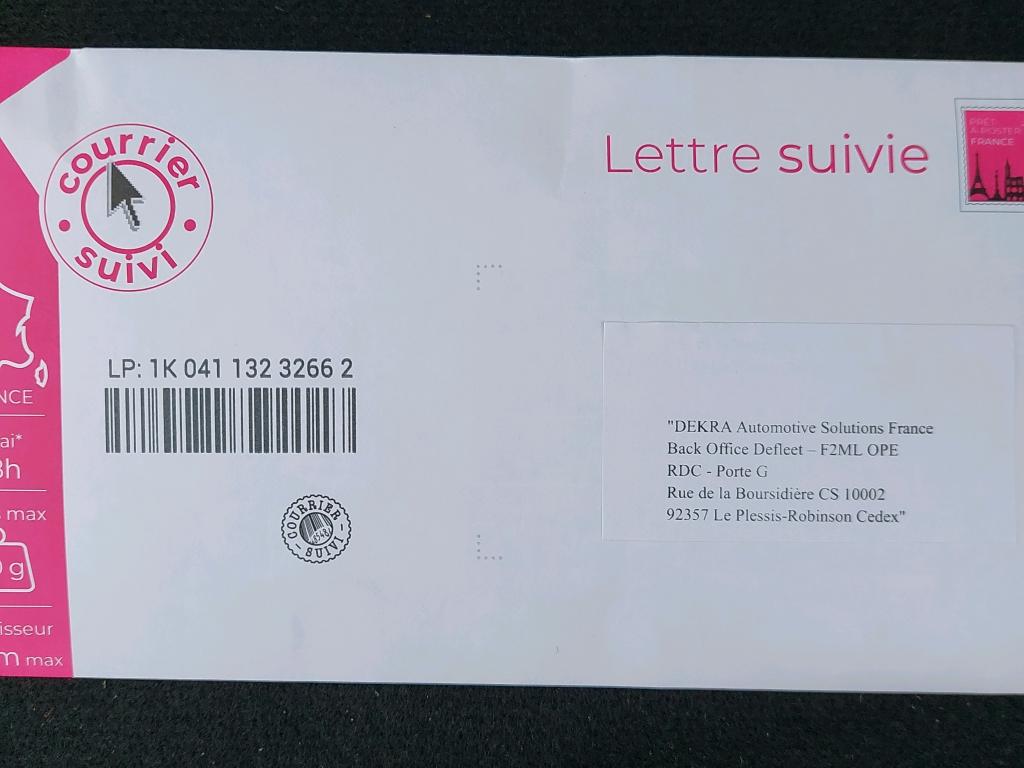 courrier
suivi
Lettre suivie
PRÊT-
À-POSTER
FRANCE
LP: 1K 041 132 3266 2
COURRIER
SUIVI
"DEKRA Automotive Solutions France
Back Office Defleet – F2ML OPE
RDC - Porte G
Rue de la Boursidière CS 10002
92357 Le Plessis-Robinson Cedex"
NCE
ai*
8h
s max
0 g
isseur
m max